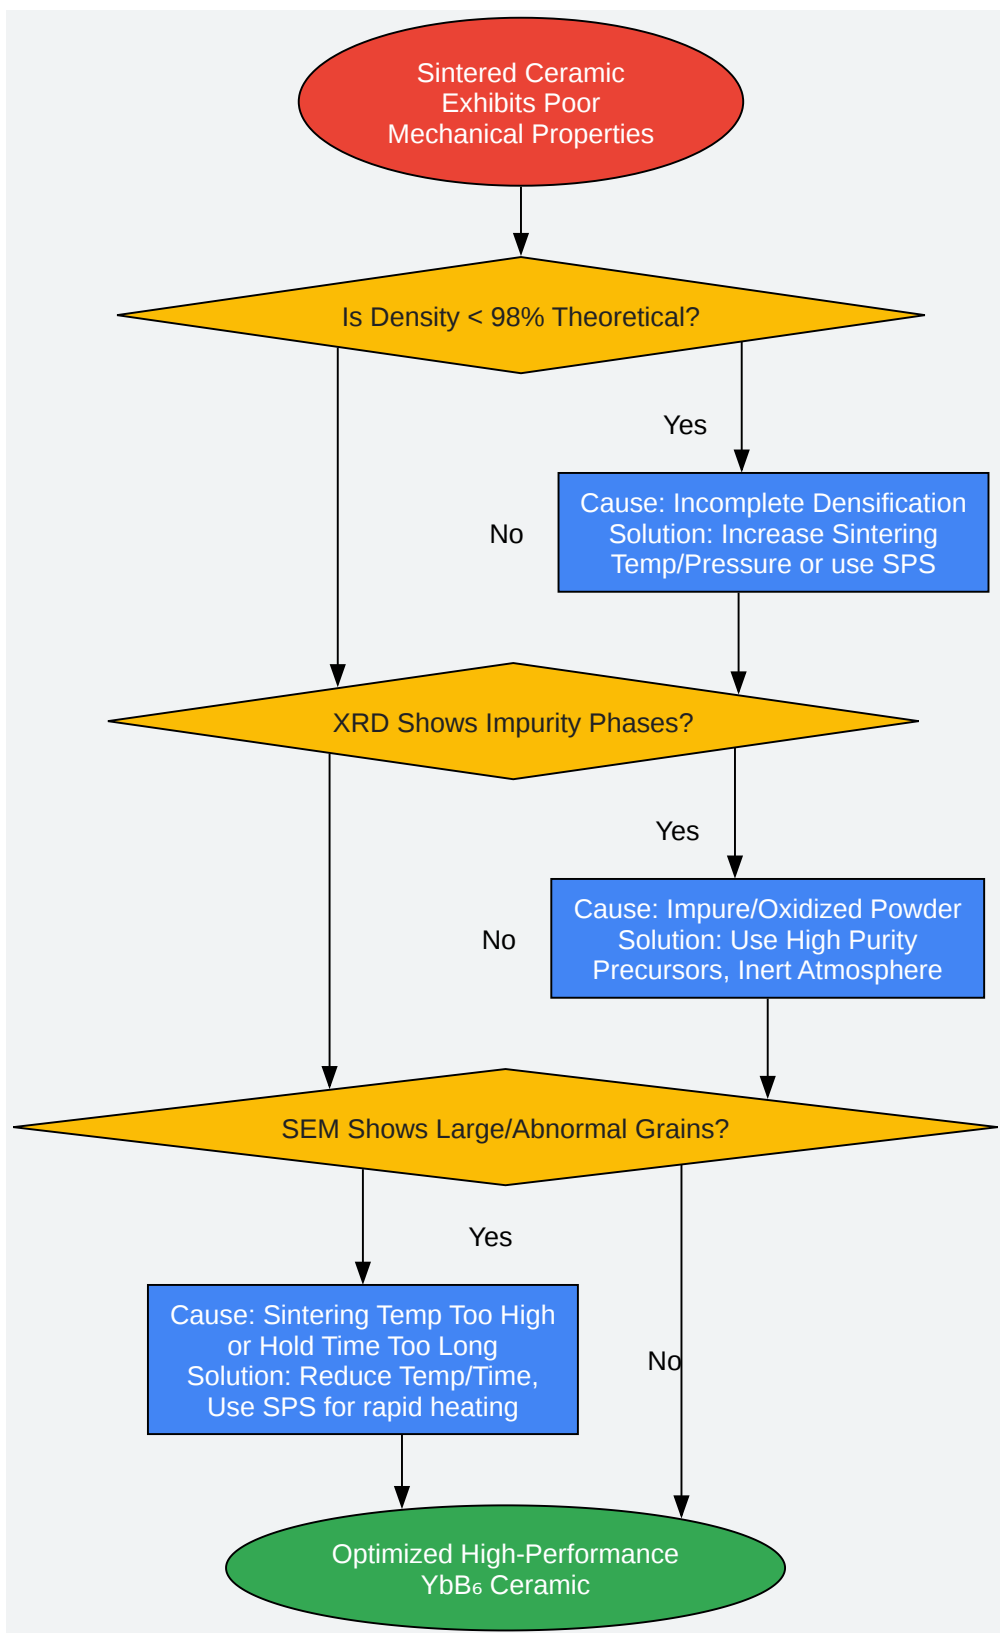 Sintered Ceramic
Exhibits Poor
Mechanical Properties
Is Density < 98% Theoretical?
Yes
Cause: Incomplete Densification
Solution: Increase Sintering
Temp/Pressure or use SPS
No
XRD Shows Impurity Phases?
Yes
Cause: Impure/Oxidized Powder
Solution: Use High Purity
Precursors, Inert Atmosphere
No
SEM Shows Large/Abnormal Grains?
Yes
Cause: Sintering Temp Too High
or Hold Time Too Long
Solution: Reduce Temp/Time,
Use SPS for rapid heating
No
Optimized High-Performance
YbB₆ Ceramic